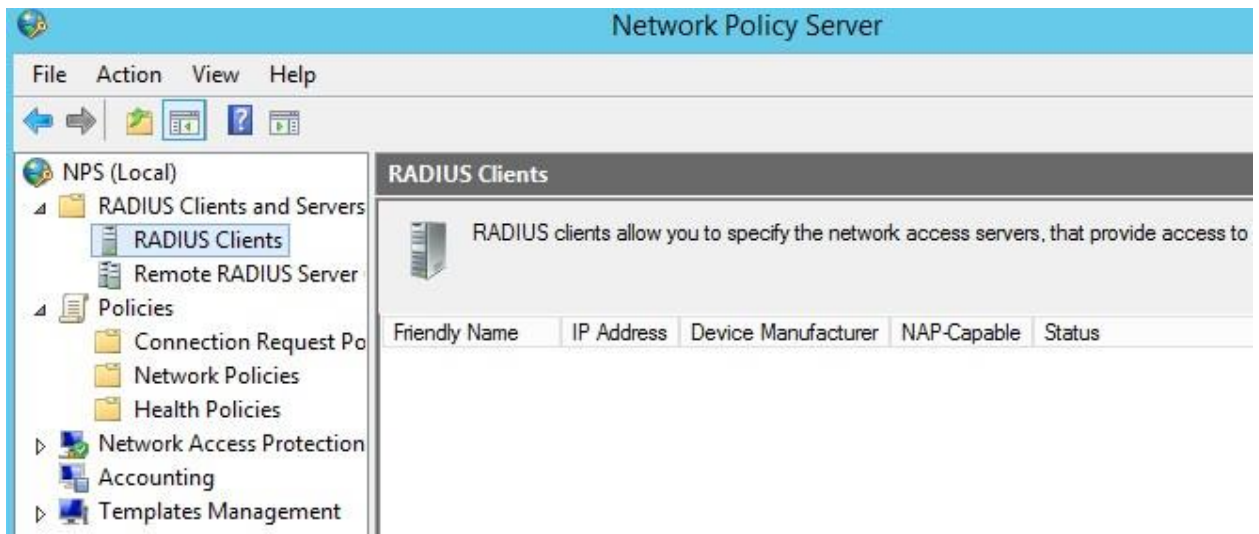 Network Policy Server
File Action View Help
NPS (Local)
RADIUS Clients and Servers
RADIUS Clients
Remote RADIUS Server
Policies
Connection Request Po
Network Policies
Health Policies
Network Access Protection
Accounting
Templates Management
RADIUS Clients
RADIUS clients allow you to specify the network access servers, that provide access to
Friendly Name IP Address Device Manufacturer NAP-Capable Status